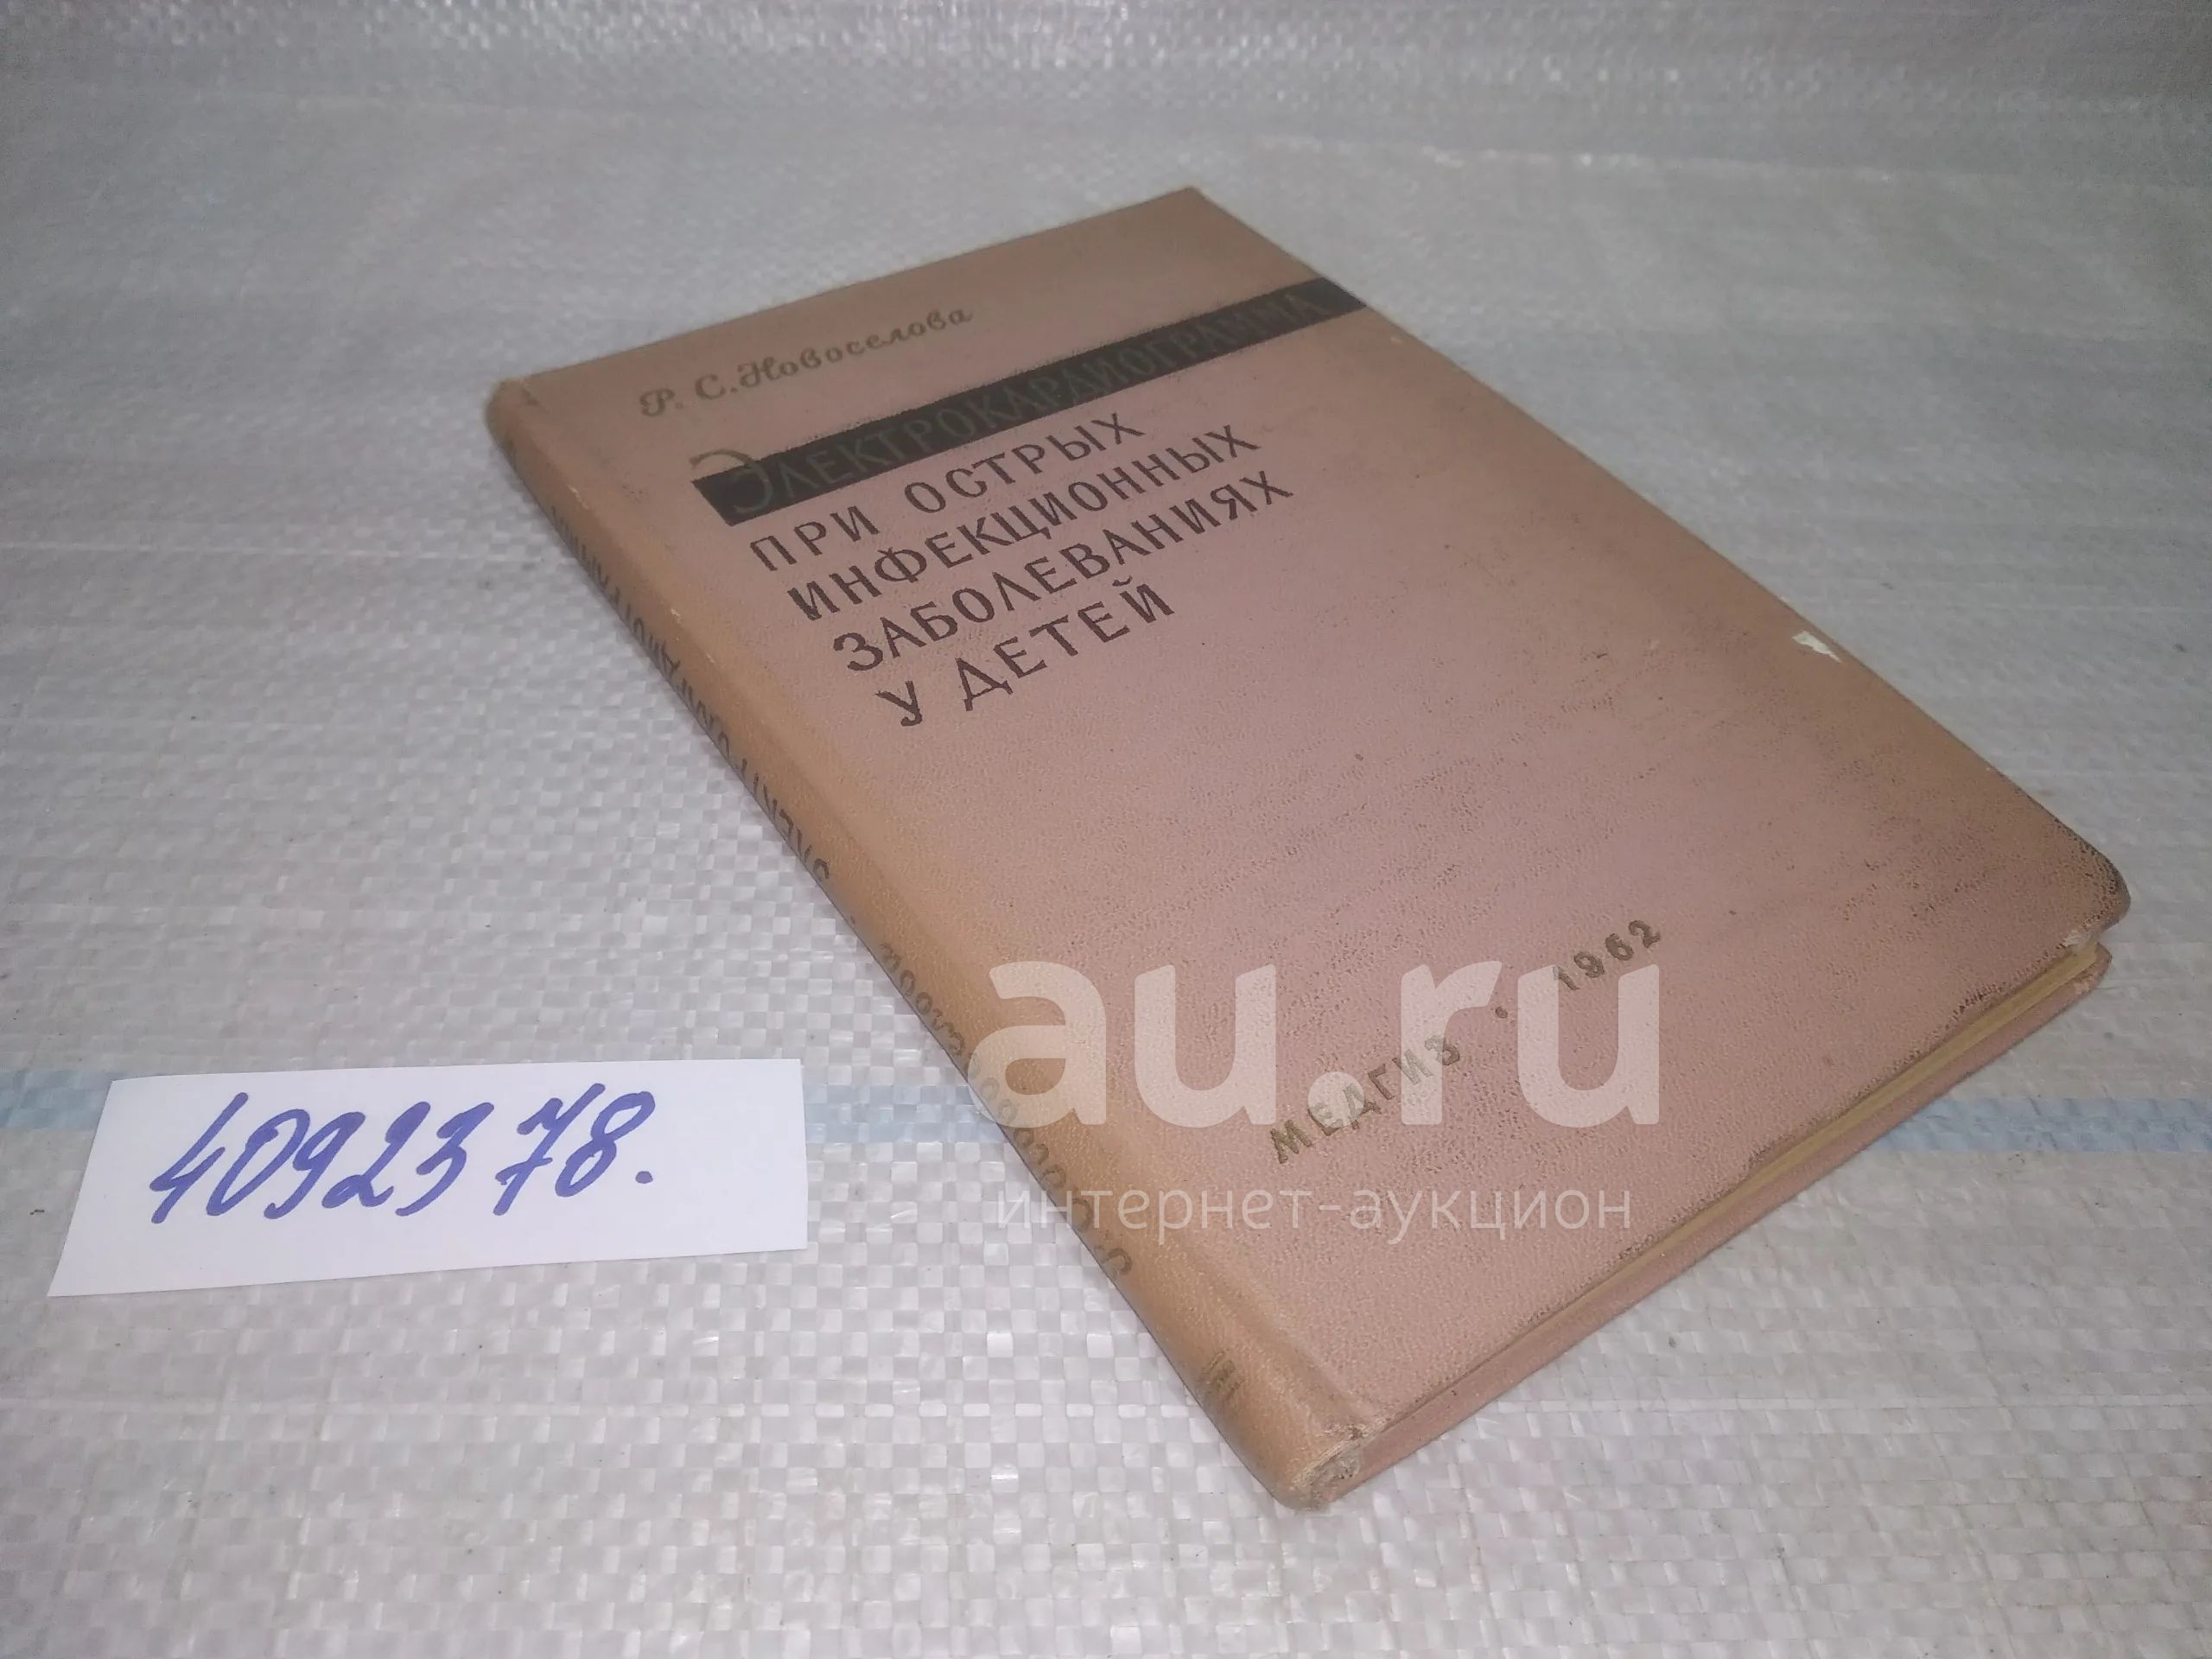 Р. С. Новоселова
ЭЛЕКТРОКАРДИОГРАММА
ПРИ ОСТРЫХ
ИНФЕКЦИОННЫХ
ЗАБОЛЕВАНИЯХ
У ДЕТЕЙ
МЕДГИЗ · 1962
4092378.
au.ru
интернет-аукцион